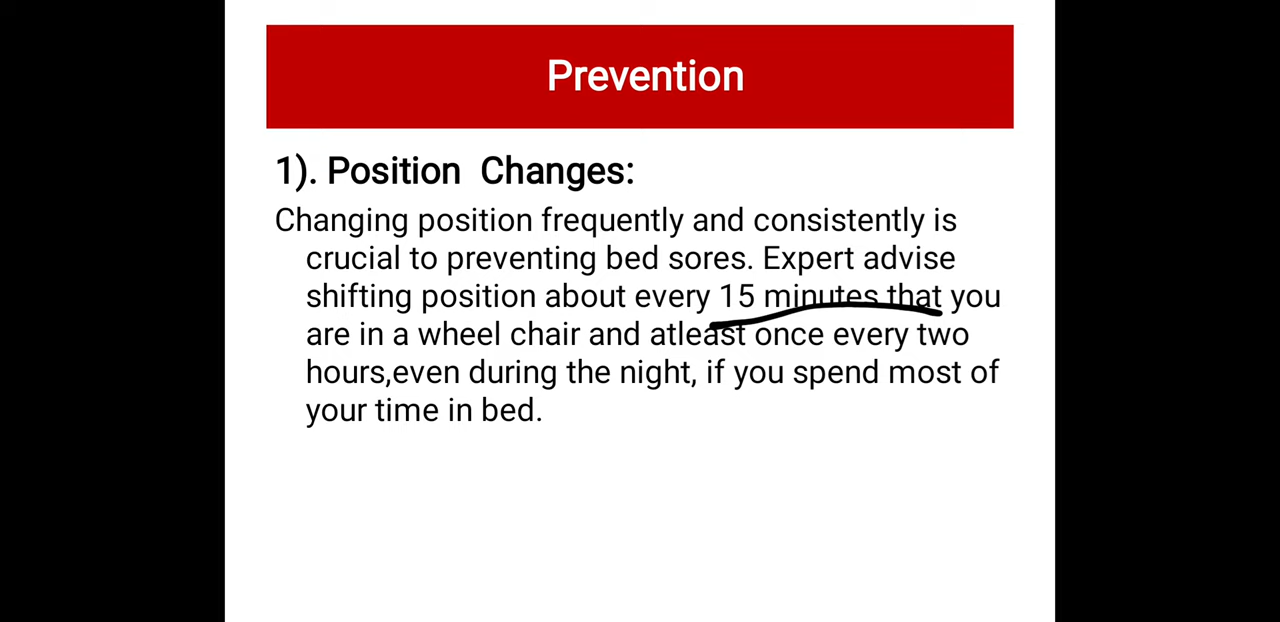 Prevention
1). Position Changes:
Changing position frequently and consistently is
crucial to preventing bed sores. Expert advise
shifting position about every 15 minutes that you
are in a wheel chair and atleast once every two
hours,even during the night, if you spend most of
your time in bed.